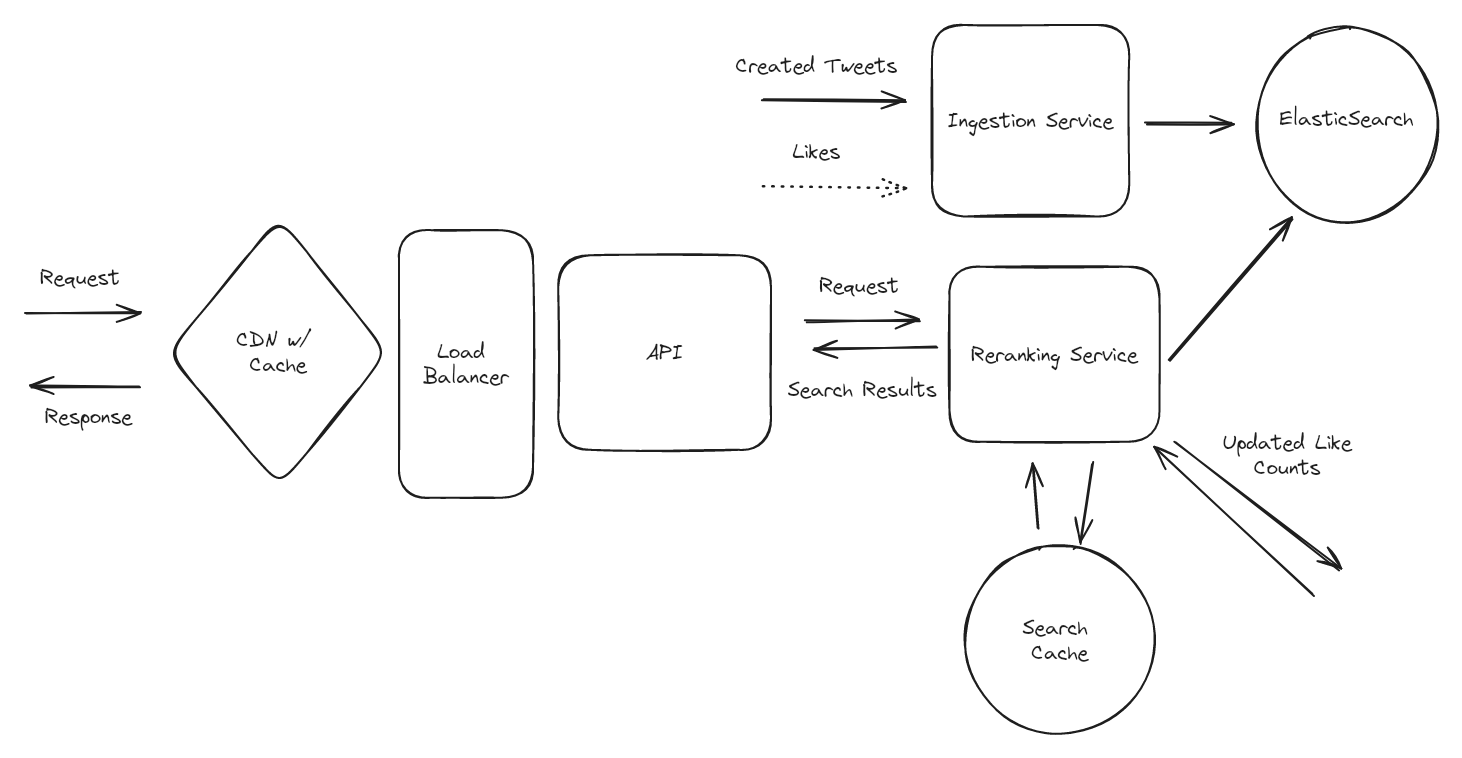 Created Tweets
Likes
Ingestion Service
ElasticSearch
Request
Response
CDN w/
Cache
Load
Balancer
API
Request
Search Results
Reranking Service
Updated Like
Counts
Search
Cache